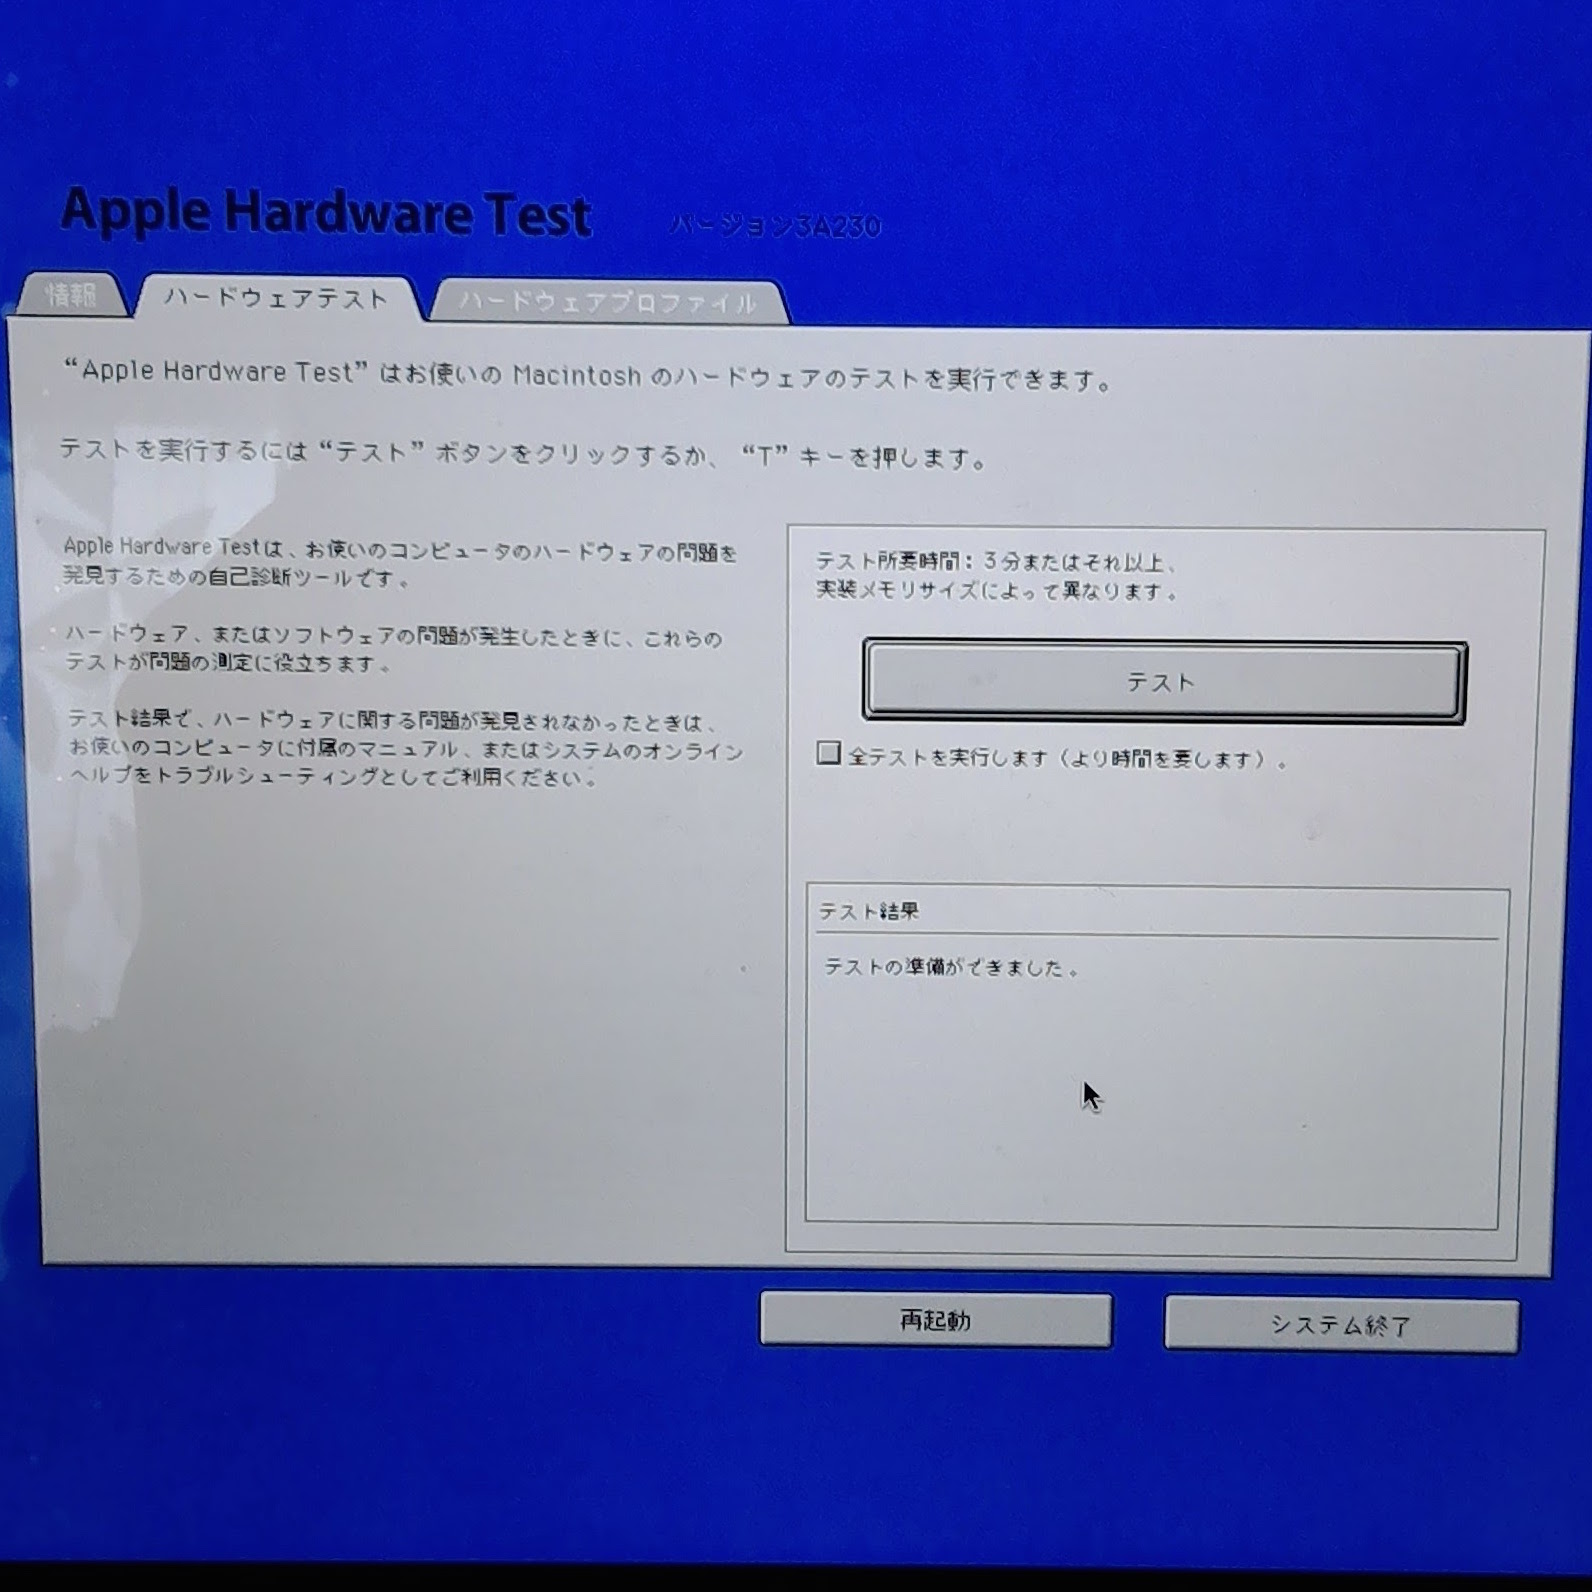 Apple Hardware Test バージョン3A230
情報 ハードウェアテスト ハードウェアプロファイル
“Apple Hardware Test” はお使いの Macintosh のハードウェアのテストを実行できます。
テストを実行するには “テスト” ボタンをクリックするか、 “T” キーを押します。
Apple Hardware Testは、お使いのコンピュータのハードウェアの問題を
発見するための自己診断ツールです。
ハードウェア、またはソフトウェアの問題が発生したときに、これらの
テストが問題の測定に役立ちます。
テスト結果で、ハードウェアに関する問題が発見されなかったときは、
お使いのコンピュータに付属のマニュアル、またはシステムのオンライン
ヘルプをトラブルシューティングとしてご利用ください。
テスト所要時間：3分またはそれ以上、
実装メモリサイズによって異なります。
テスト
全テストを実行します（より時間を要します）。
テスト結果
テストの準備ができました。
再起動 システム終了